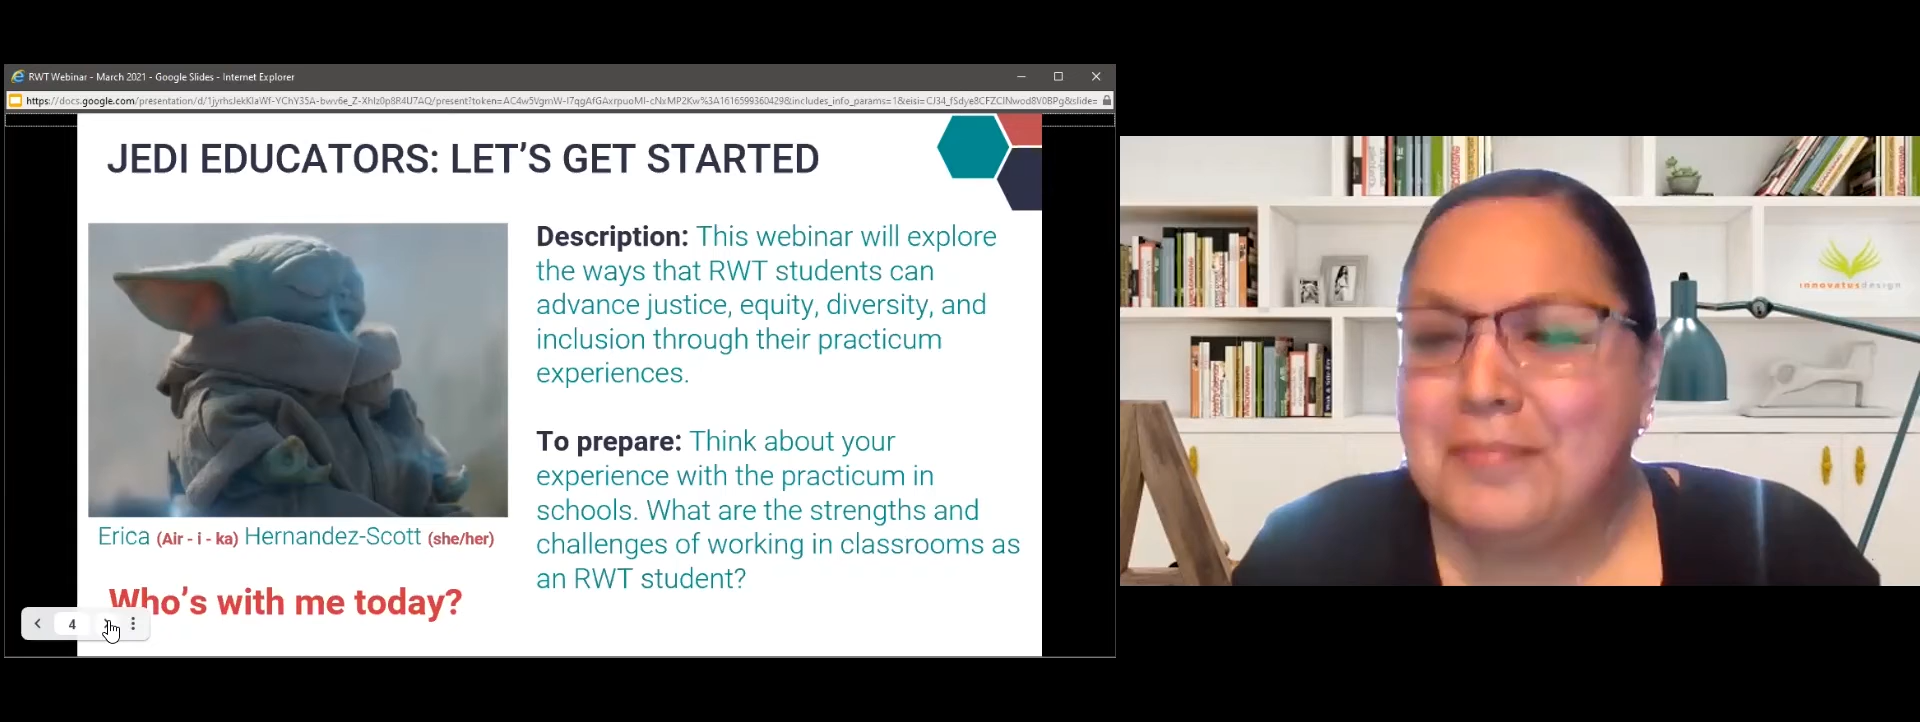 RWT Webinar - March 2021 - Google Slides - Internet Explorer
JEDI EDUCATORS: LET'S GET STARTED
Description: This webinar will explore
the ways that RWT students can
advance justice, equity, diversity, and
inclusion through their practicum
experiences.
To prepare: Think about your
experience with the practicum in
schools. What are the strengths and
challenges of working in classrooms as
an RWT student?
Erica (Air - i - ka) Hernandez-Scott (she/her)
Who's with me today?
4
innovatusdesign